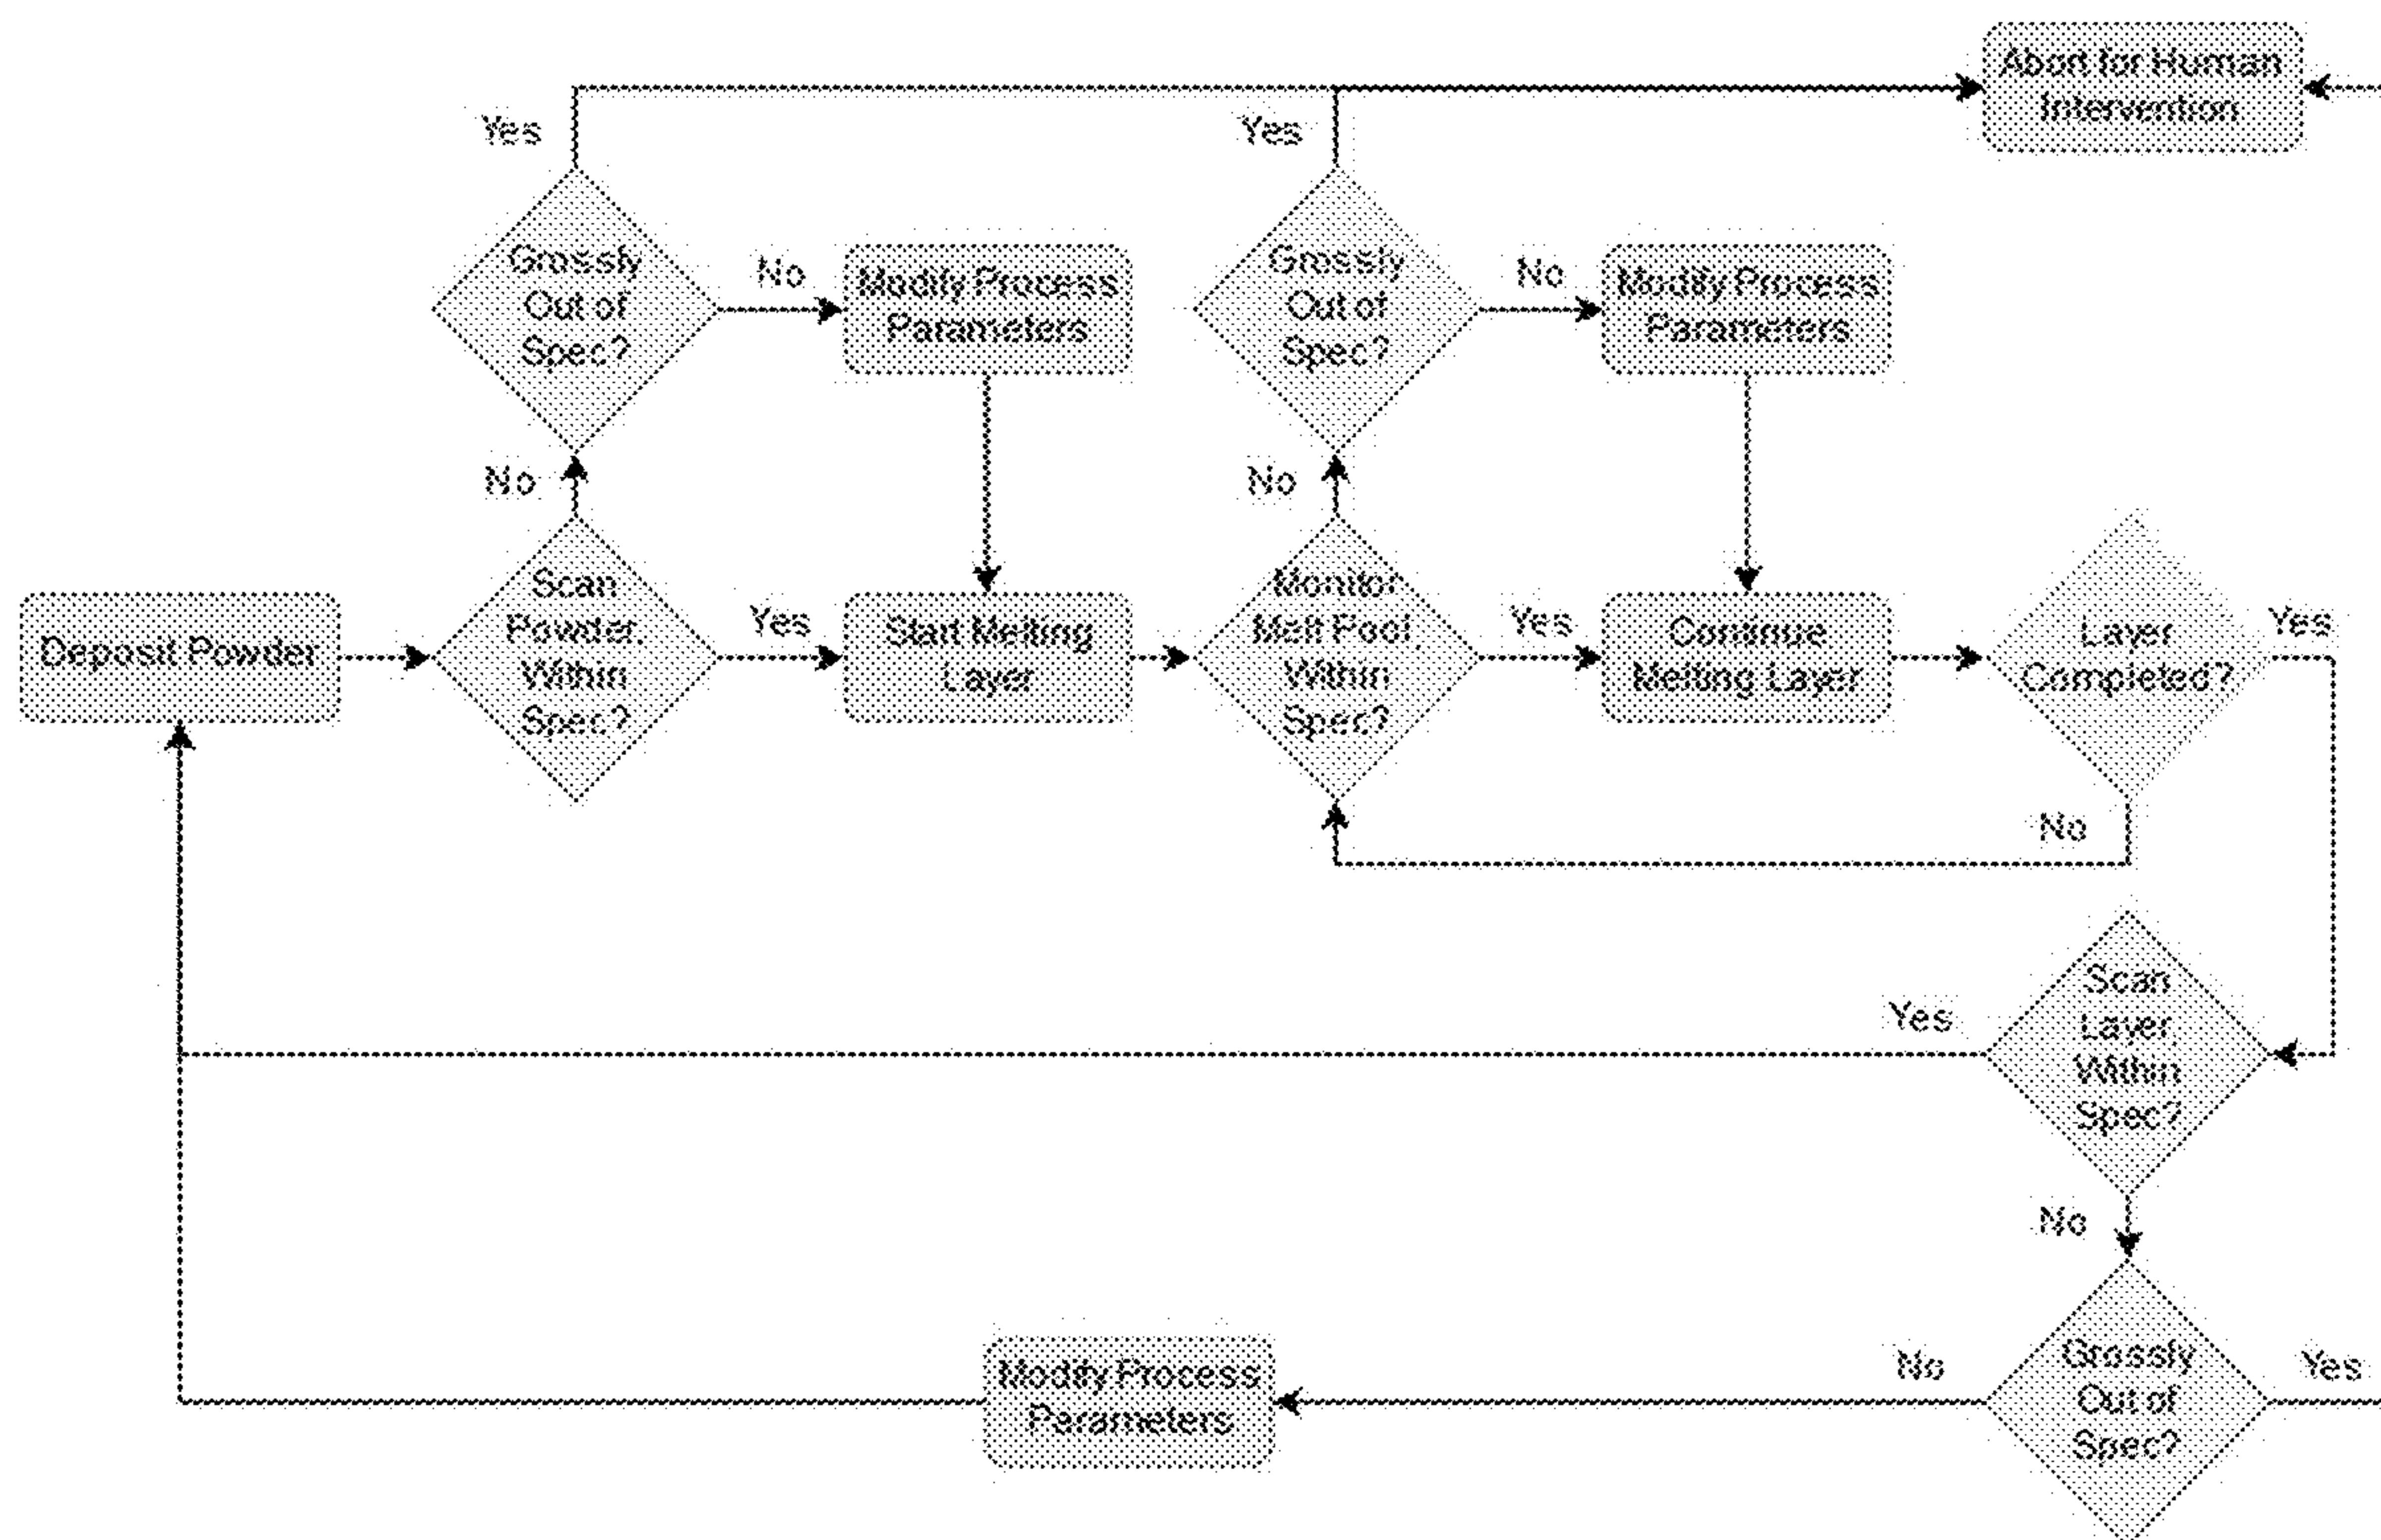 Abort for Human
Intervention
Yes
Yes
Grossly
Out of
Spec?
No
Modify Process
Parameters
Grossly
Out of
Spec?
No
Modify Process
Parameters
No
No
Deposit Powder
Scan
Powder.
Within
Spec?
Yes
Start Melting
Layer
Monitor
Melt Pool.
Within
Spec?
Yes
Continue
Melting Layer
Layer
Completed?
Yes
No
Scan
Layer.
Within
Spec?
Yes
No
Modify Process
Parameters
No
Grossly
Out of
Spec?
Yes